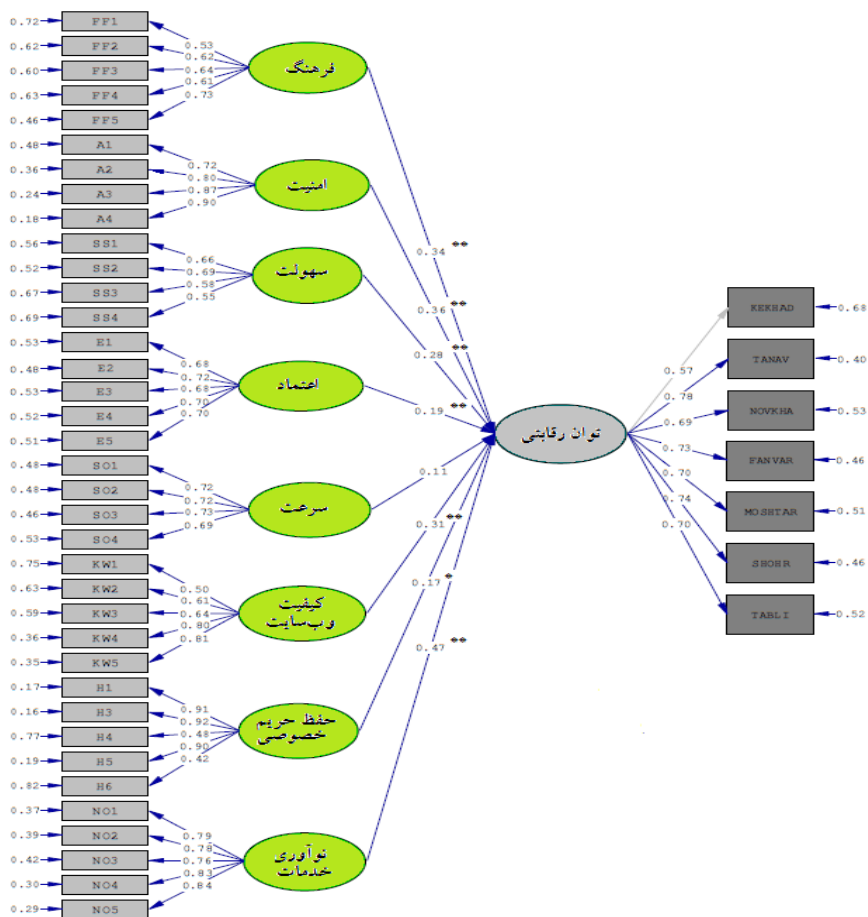 0.72 FF1
0.62 FF2
0.60 FF3
0.63 FF4
0.46 FF5
0.53
0.62
0.64
0.61
0.73
فرهنگ
0.48 A1
0.36 A2
0.24 A3
0.18 A4
0.72
0.80
0.87
0.90
امنیت
0.56 SS1
0.52 SS2
0.67 SS3
0.69 SS4
0.66
0.69
0.58
0.55
سهولت
0.53 E1
0.48 E2
0.53 E3
0.52 E4
0.51 E5
0.68
0.72
0.68
0.70
0.70
اعتماد
0.48 SO1
0.48 SO2
0.46 SO3
0.53 SO4
0.72
0.72
0.73
0.69
سرعت
0.75 KW1
0.63 KW2
0.59 KW3
0.36 KW4
0.35 KW5
0.50
0.61
0.64
0.80
0.81
کیفیت
وب‌سایت
0.17 H1
0.16 H3
0.77 H4
0.19 H5
0.82 H6
0.91
0.92
0.48
0.90
0.42
حفظ حریم
خصوصی
0.37 NO1
0.39 NO2
0.42 NO3
0.30 NO4
0.29 NO5
0.79
0.78
0.76
0.83
0.84
نوآوری
خدمات
0.34 **
0.36 **
0.28 **
0.19 **
0.11
0.31 **
0.17 *
0.47 **
توان رقابتی
0.57
0.78
0.69
0.73
0.70
0.74
0.70
KEKHAD 0.68
TANAV 0.40
NOVKHA 0.53
FANVAR 0.46
MOSHTAR 0.51
SHOHR 0.46
TABLI 0.52